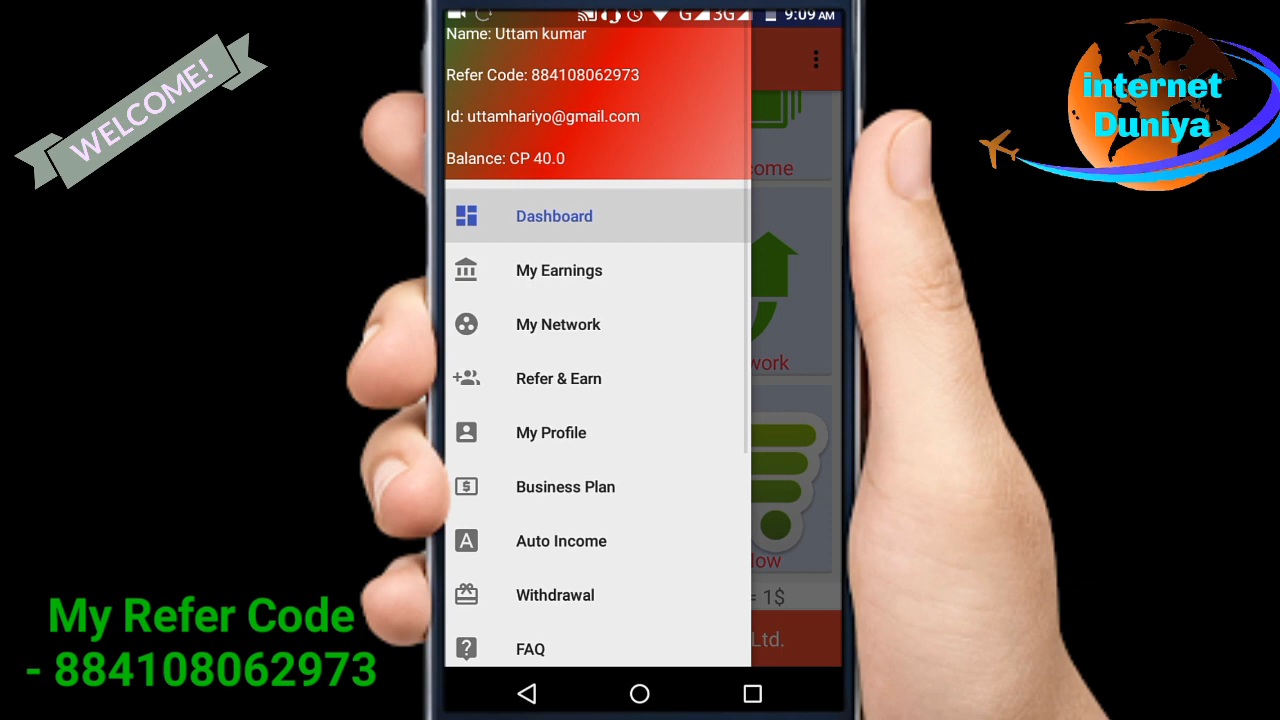 WELCOME!
G 3G 9:09 AM
Name: Uttam kumar
Refer Code: 884108062973
Id: uttamhariyo@gmail.com
Balance: CP 40.0
internet
Duniya
come
Dashboard
My Earnings
My Network
work
Refer & Earn
My Profile
Business Plan
A Auto Income
low
Withdrawal
= 1$
FAQ
Ltd.
My Refer Code
- 884108062973